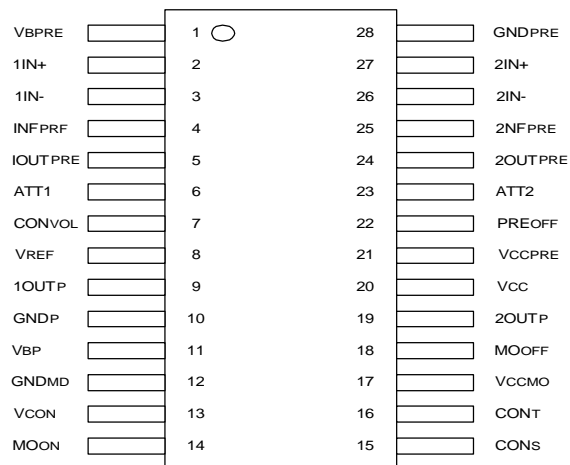 VBPRE 1 28 GNDPRE
1IN+ 2 27 2IN+
1IN- 3 26 2IN-
INFPRF 4 25 2NFPRE
IOUTPRE 5 24 2OUTPRE
ATT1 6 23 ATT2
CONVOL 7 22 PREOFF
VREF 8 21 VCCPRE
1OUTP 9 20 VCC
GNDP 10 19 2OUTP
VBP 11 18 MOOFF
GNDMD 12 17 VCCMO
VCON 13 16 CONT
MOON 14 15 CONS